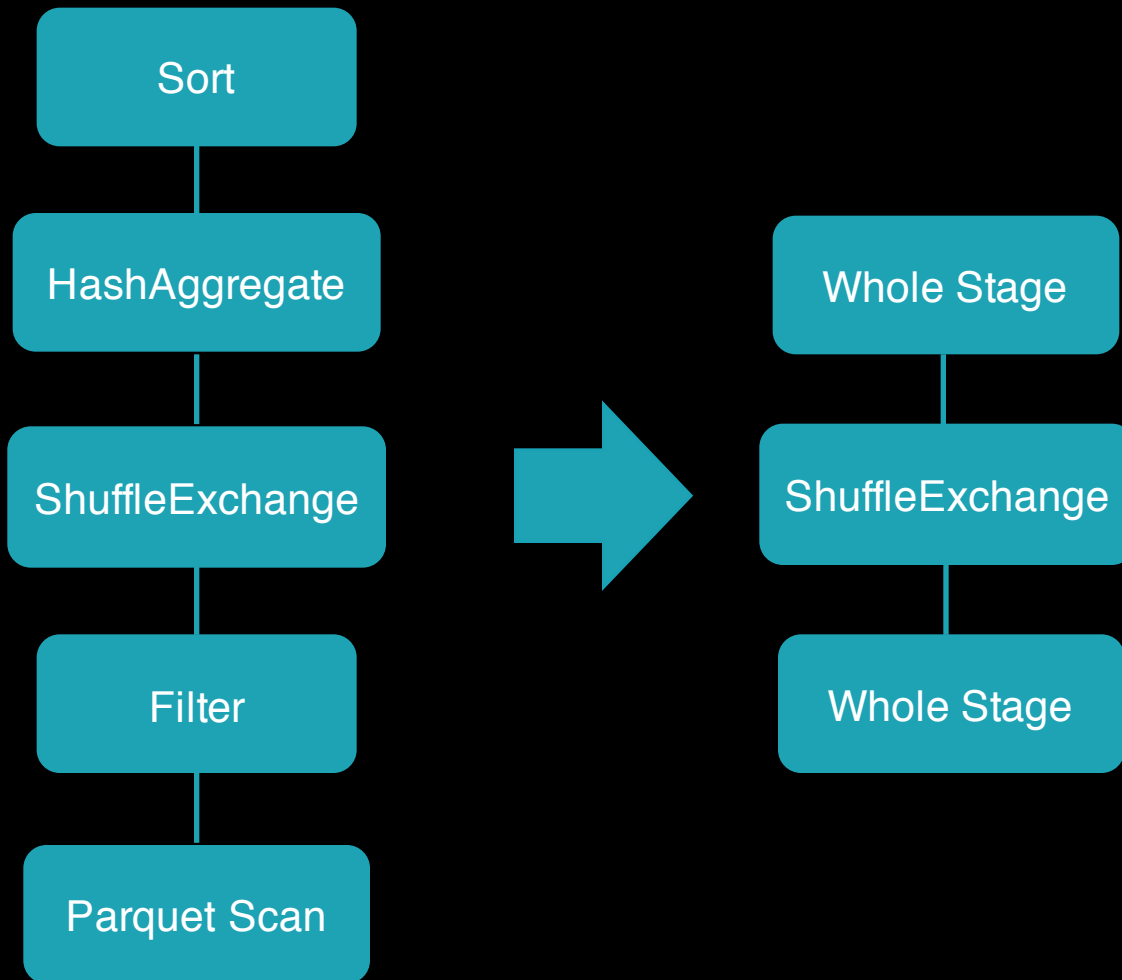 Sort
HashAggregate
ShuffleExchange
Filter
Parquet Scan
Whole Stage
ShuffleExchange
Whole Stage